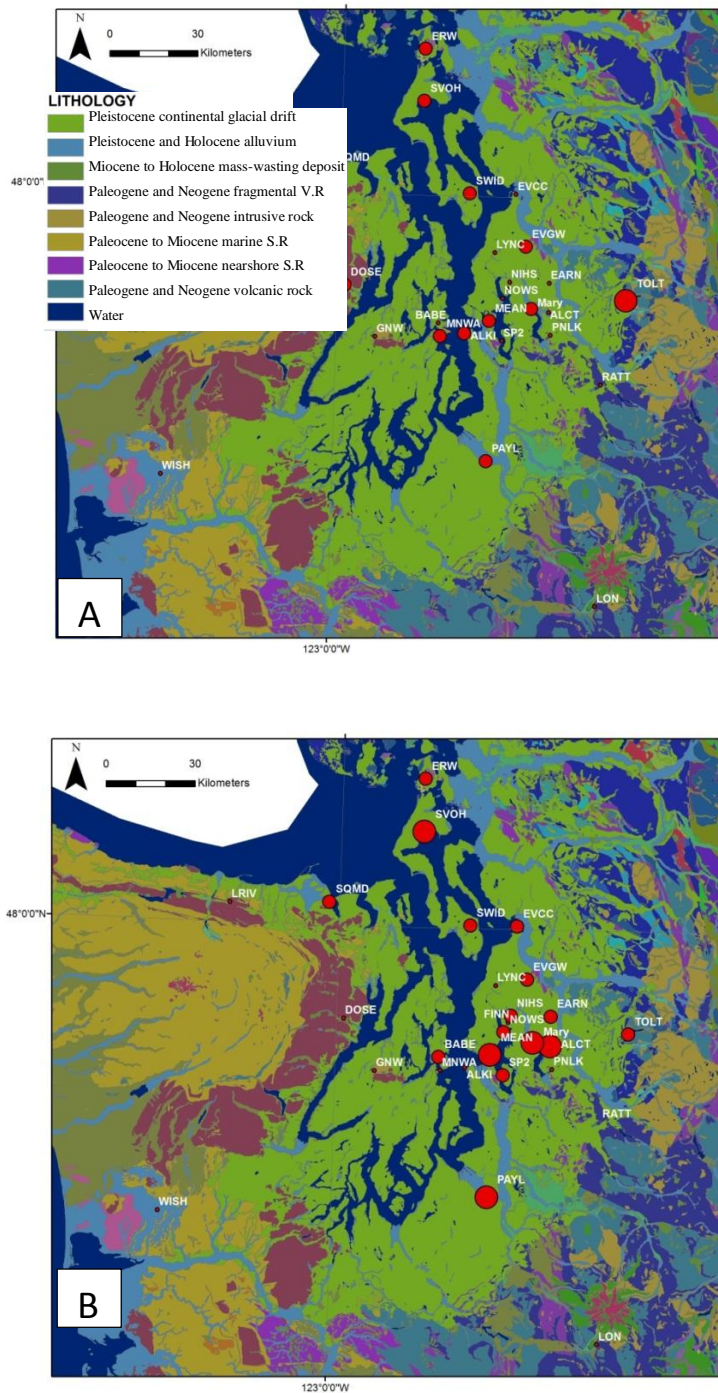 ERW
N
0 30
Kilometers
SVOH
LITHOLOGY
Pleistocene continental glacial drift
Pleistocene and Holocene alluvium
Miocene to Holocene mass-wasting deposit
Paleogene and Neogene fragmental V.R
Paleogene and Neogene intrusive rock
Paleocene to Miocene marine S.R
Paleocene to Miocene nearshore S.R
Paleogene and Neogene volcanic rock
Water
48°0'0"
SWID
EVCC
EVGW
LYNC
DOSE
NIHS
EARN
NOWS
TOLT
BABE
MEAN
Mary
MNWA
ALCT
GNW
ALKI
SP2
PNLK
RATT
PAYL
WISH
A
LON
123°0'0"W
N
0 30
Kilometers
ERW
SVOH
LRIV
SQMD
48°0'0"N
SWID
EVCC
EVGW
LYNC
DOSE
NIHS
EARN
FINN
NOWS
TOLT
MEAN
Mary
BABE
ALCT
GNW
MNWA
ALKI
SP2
PNLK
RATT
PAYL
WISH
B
LON
123°0'0"W